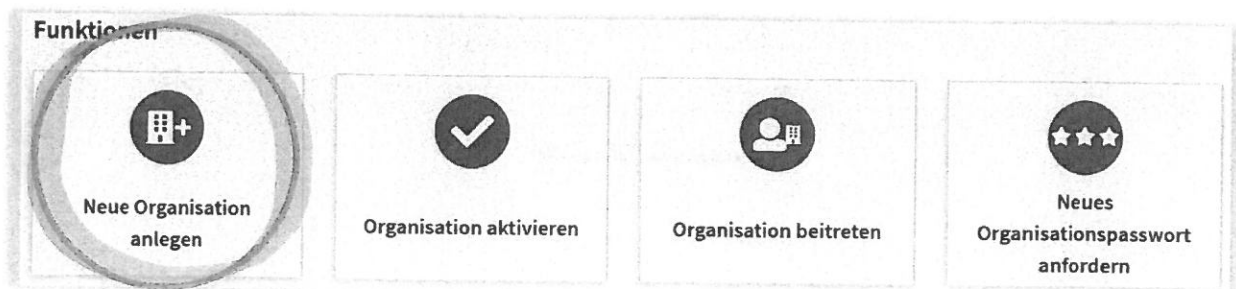 Funktionen
Neue Organisation
anlegen
Organisation aktivieren
Organisation beitreten
Neues
Organisationspasswort
anfordern